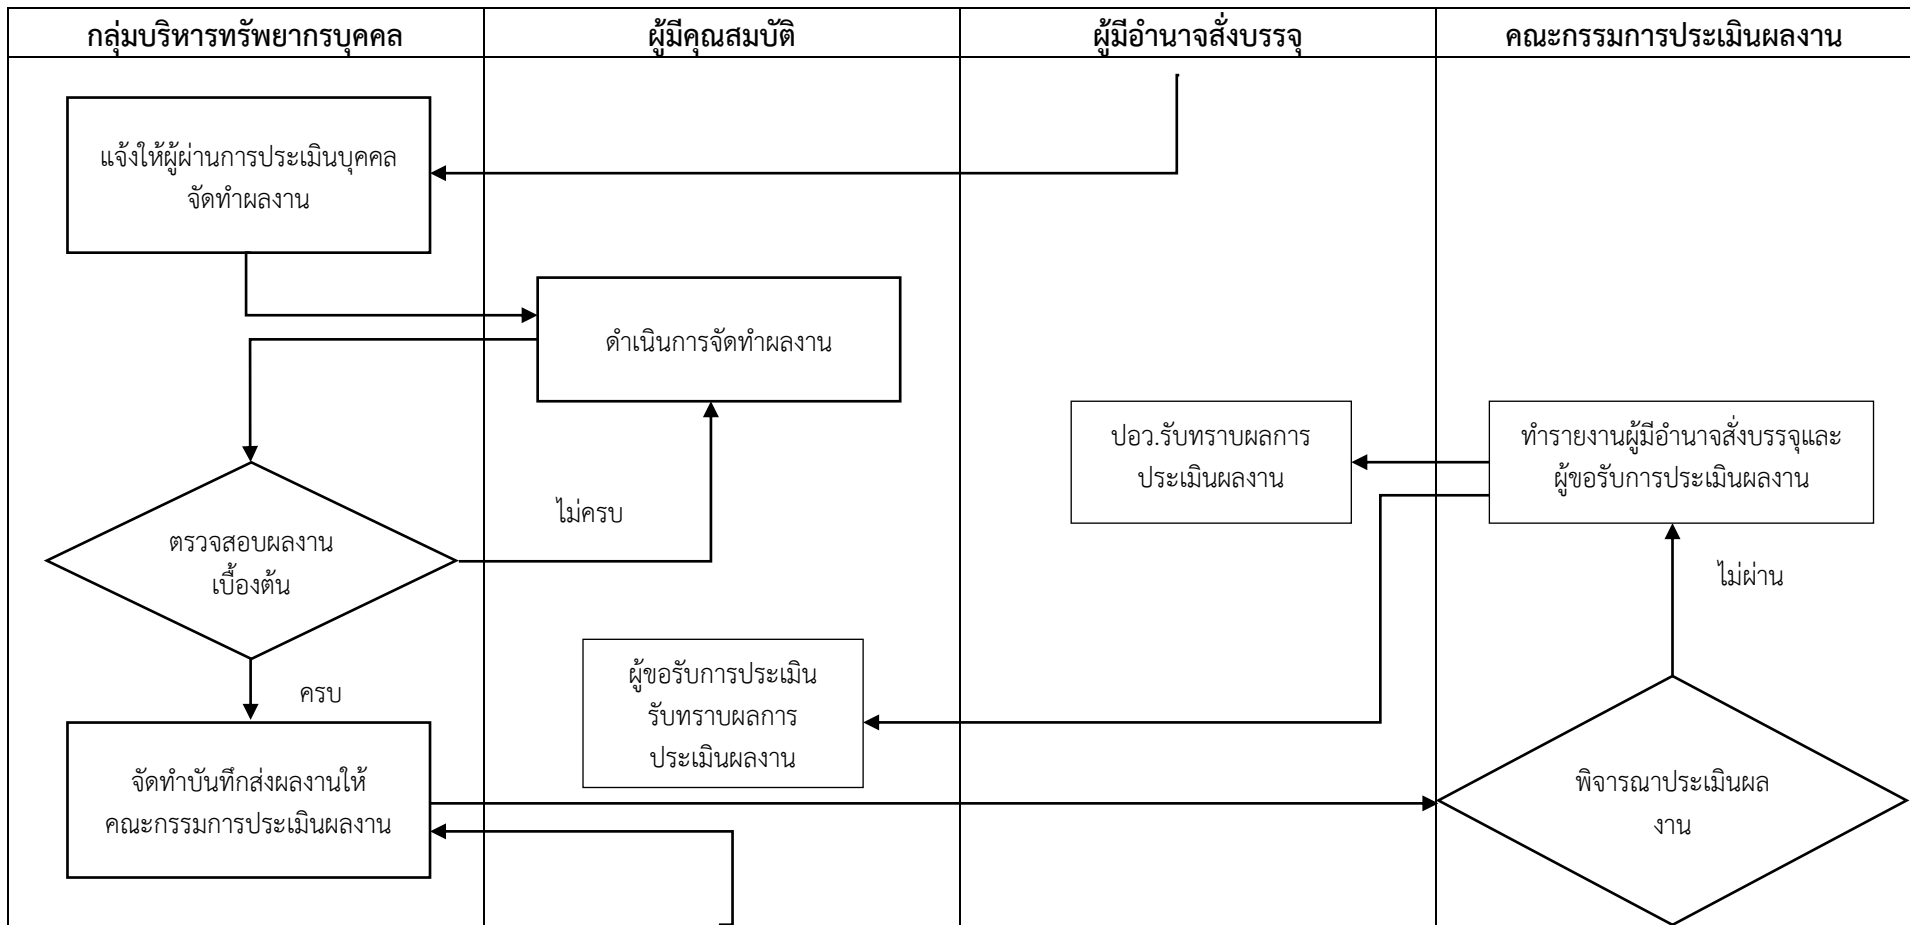 กลุ่มบริหารทรัพยากรบุคคล
ผู้มีคุณสมบัติ
ผู้มีอำนาจสั่งบรรจุ
คณะกรรมการประเมินผลงาน
แจ้งให้ผู้ผ่านการประเมินบุคคล
จัดทำผลงาน
ดำเนินการจัดทำผลงาน
ปอว.รับทราบผลการ
ประเมินผลงาน
ทำรายงานผู้มีอำนาจสั่งบรรจุและ
ผู้ขอรับการประเมินผลงาน
ไม่ครบ
ตรวจสอบผลงาน
เบื้องต้น
ไม่ผ่าน
ครบ
ผู้ขอรับการประเมิน
รับทราบผลการ
ประเมินผลงาน
จัดทำบันทึกส่งผลงานให้
คณะกรรมการประเมินผลงาน
พิจารณาประเมินผล
งาน